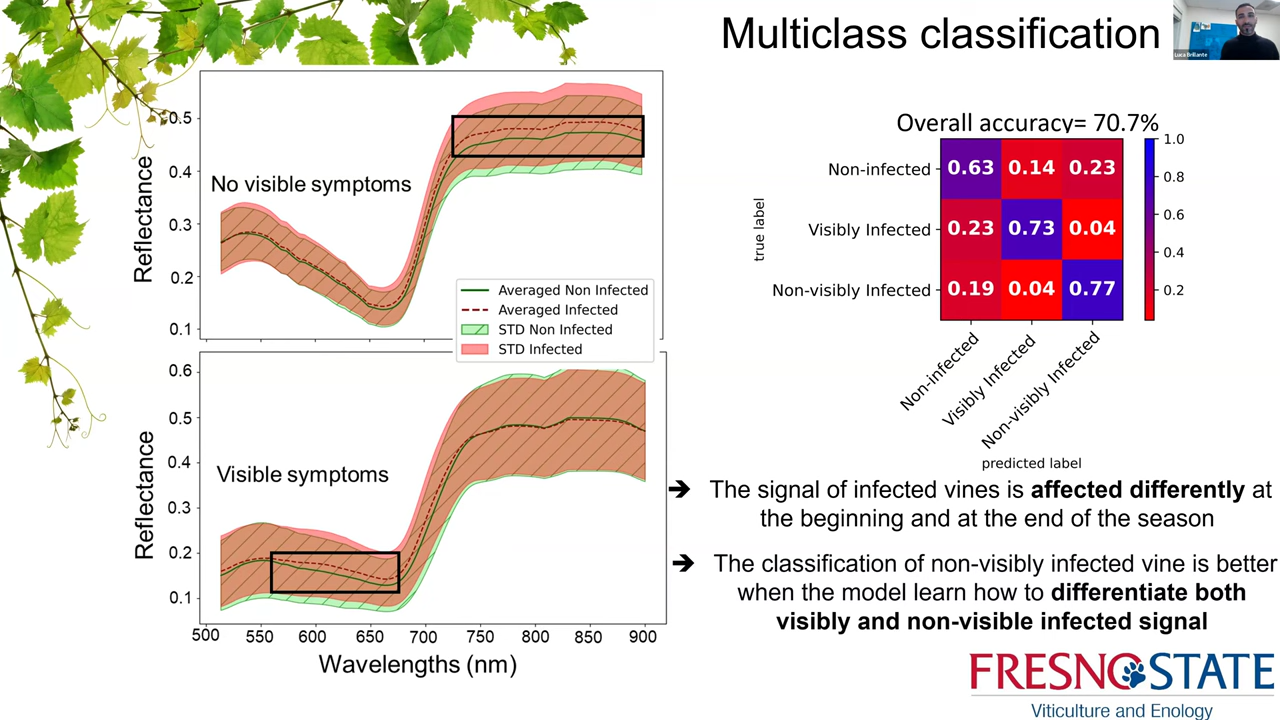 Multiclass classification
Luca Brillante
0.5
0.4
0.3
0.2
0.1
Reflectance
No visible symptoms
Averaged Non Infected
Averaged Infected
STD Non Infected
STD Infected
0.6
0.5
0.4
0.3
0.2
0.1
Reflectance
Visible symptoms
500 550 600 650 700 750 800 850 900
Wavelengths (nm)
Overall accuracy= 70.7%
true label
Non-infected 0.63 0.14 0.23
Visibly Infected 0.23 0.73 0.04
Non-visibly Infected 0.19 0.04 0.77
Non-infected
Visibly Infected
Non-visibly Infected
predicted label
1.0
0.8
0.6
0.4
0.2
➔ The signal of infected vines is affected differently at
the beginning and at the end of the season
➔ The classification of non-visibly infected vine is better
when the model learn how to differentiate both
visibly and non-visible infected signal
FRESNO STATE
Viticulture and Enology